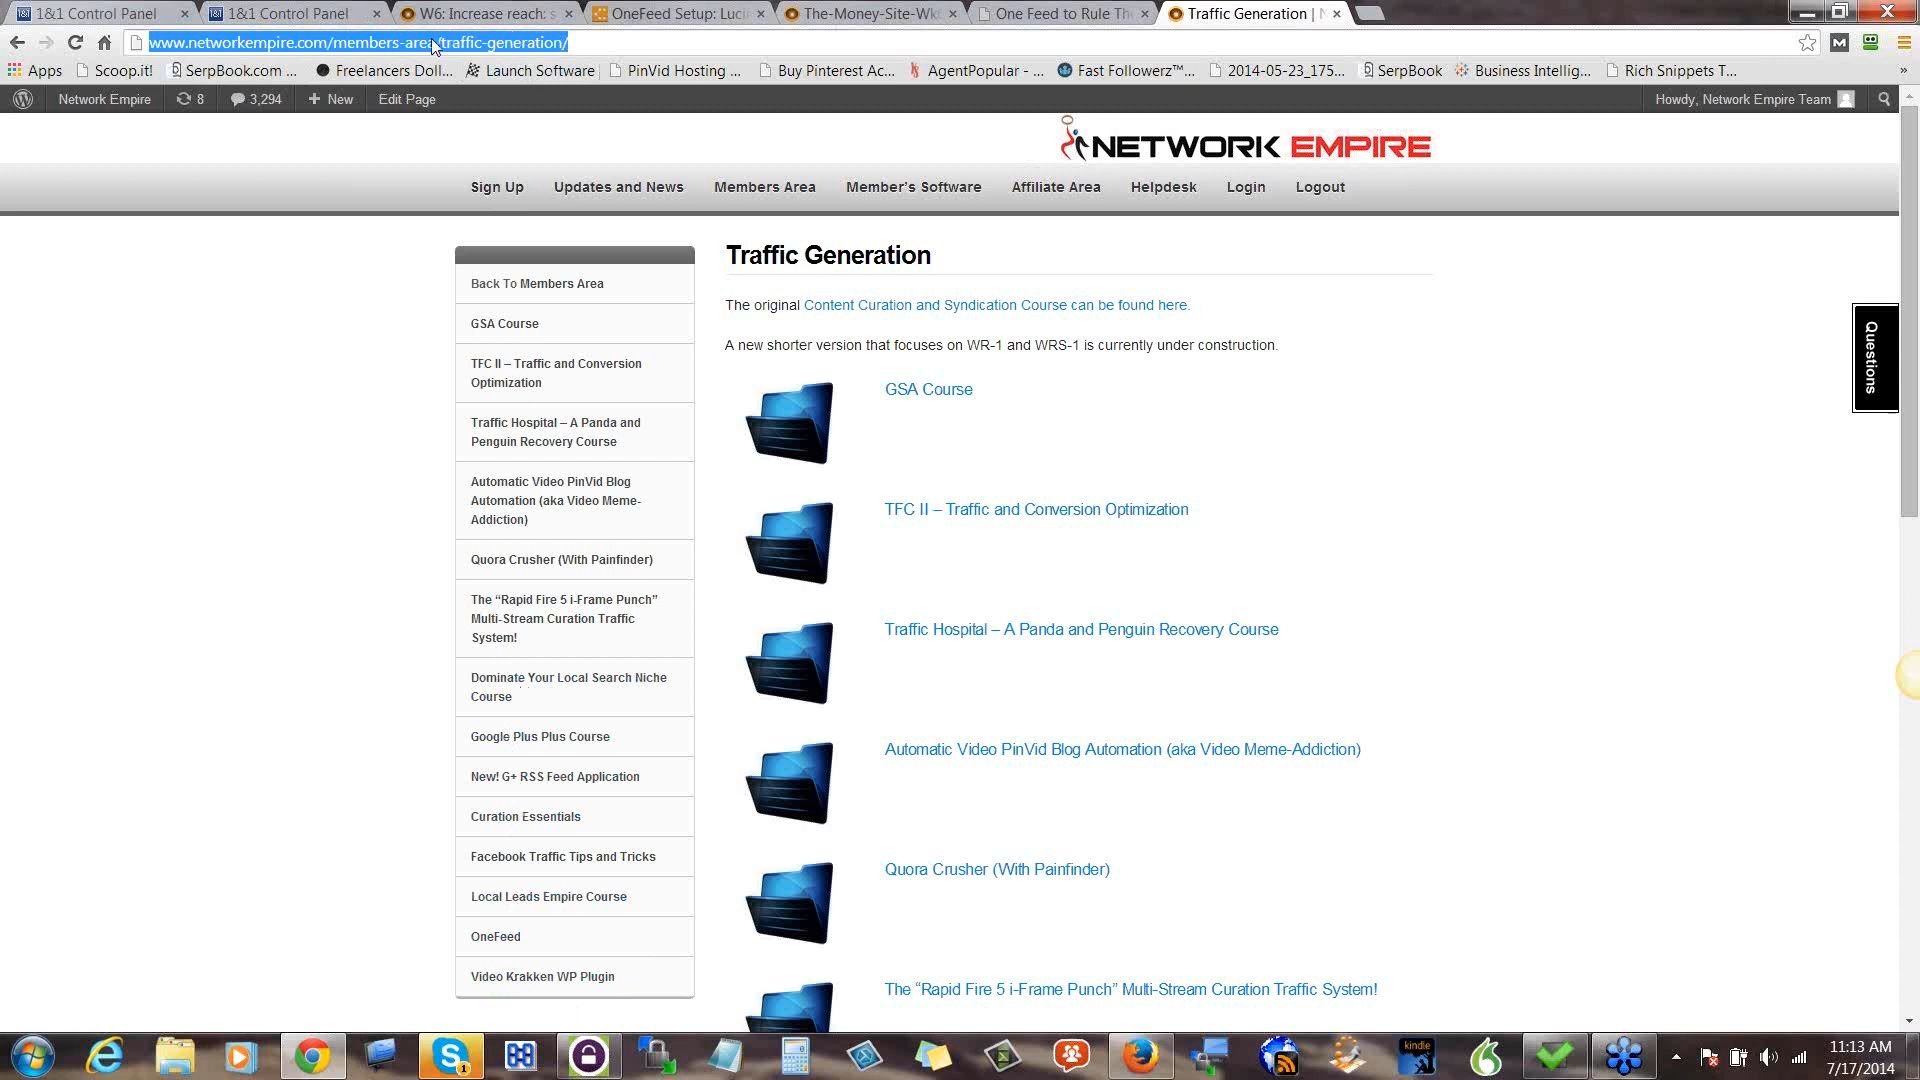 1&1 Control Panel
1&1 Control Panel
W6: Increase reach: s
OneFeed Setup: Luci
The-Money-Site-Wk
One Feed to Rule The
Traffic Generation | N
www.networkempire.com/members-area/traffic-generation/
Apps
Scoop.it!
SerpBook.com ...
Freelancers Doll...
Launch Software
PinVid Hosting ...
Buy Pinterest Ac...
AgentPopular - ...
Fast Followerz™...
2014-05-23_175...
SerpBook
Business Intellig...
Rich Snippets T...
»
Network Empire
8
3,294
+ New
Edit Page
Howdy, Network Empire Team
NETWORK EMPIRE
Sign Up
Updates and News
Members Area
Member's Software
Affiliate Area
Helpdesk
Login
Logout
Back To Members Area
GSA Course
TFC II – Traffic and Conversion
Optimization
Traffic Hospital – A Panda and
Penguin Recovery Course
Automatic Video PinVid Blog
Automation (aka Video Meme-
Addiction)
Quora Crusher (With Painfinder)
The “Rapid Fire 5 i-Frame Punch”
Multi-Stream Curation Traffic
System!
Dominate Your Local Search Niche
Course
Google Plus Plus Course
New! G+ RSS Feed Application
Curation Essentials
Facebook Traffic Tips and Tricks
Local Leads Empire Course
OneFeed
Video Krakken WP Plugin
Traffic Generation
The original Content Curation and Syndication Course can be found here.
A new shorter version that focuses on WR-1 and WRS-1 is currently under construction.
GSA Course
TFC II – Traffic and Conversion Optimization
Traffic Hospital – A Panda and Penguin Recovery Course
Automatic Video PinVid Blog Automation (aka Video Meme-Addiction)
Quora Crusher (With Painfinder)
The “Rapid Fire 5 i-Frame Punch” Multi-Stream Curation Traffic System!
Questions
kindle
11:13 AM
7/17/2014